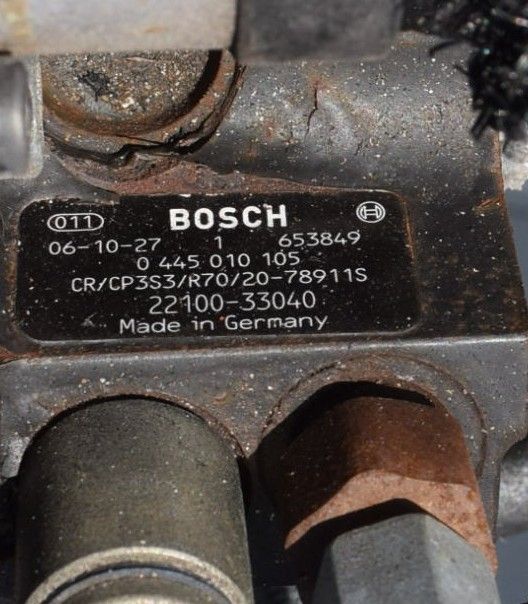 011 BOSCH
06-10-27 1 653849
0 445 010 105
CR/CP3S3/R70/20-78911S
22100-33040
Made in Germany